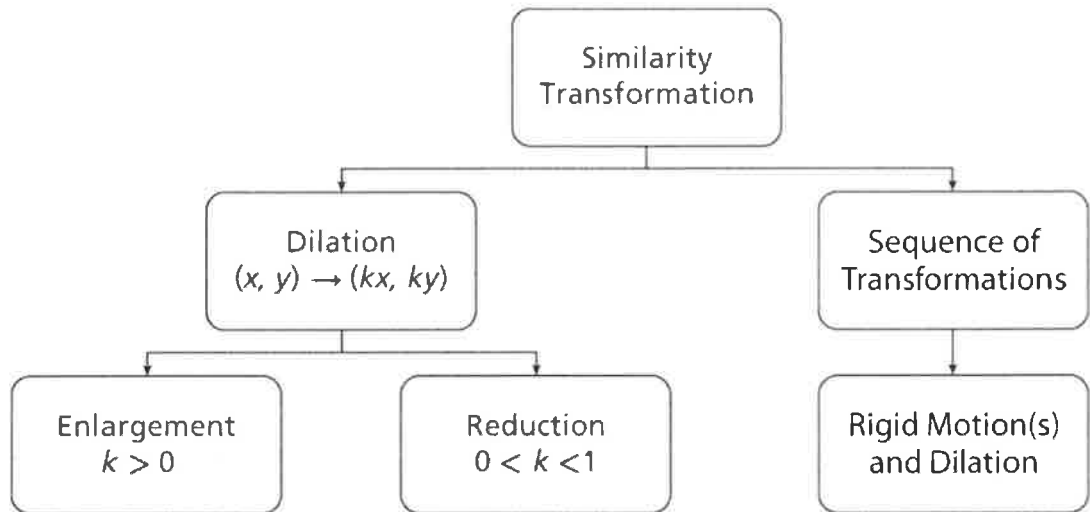 Similarity
Transformation
Dilation
(x, y) → (kx, ky)
Sequence of
Transformations
Enlargement
k > 0
Reduction
0 < k <1
Rigid Motion(s)
and Dilation